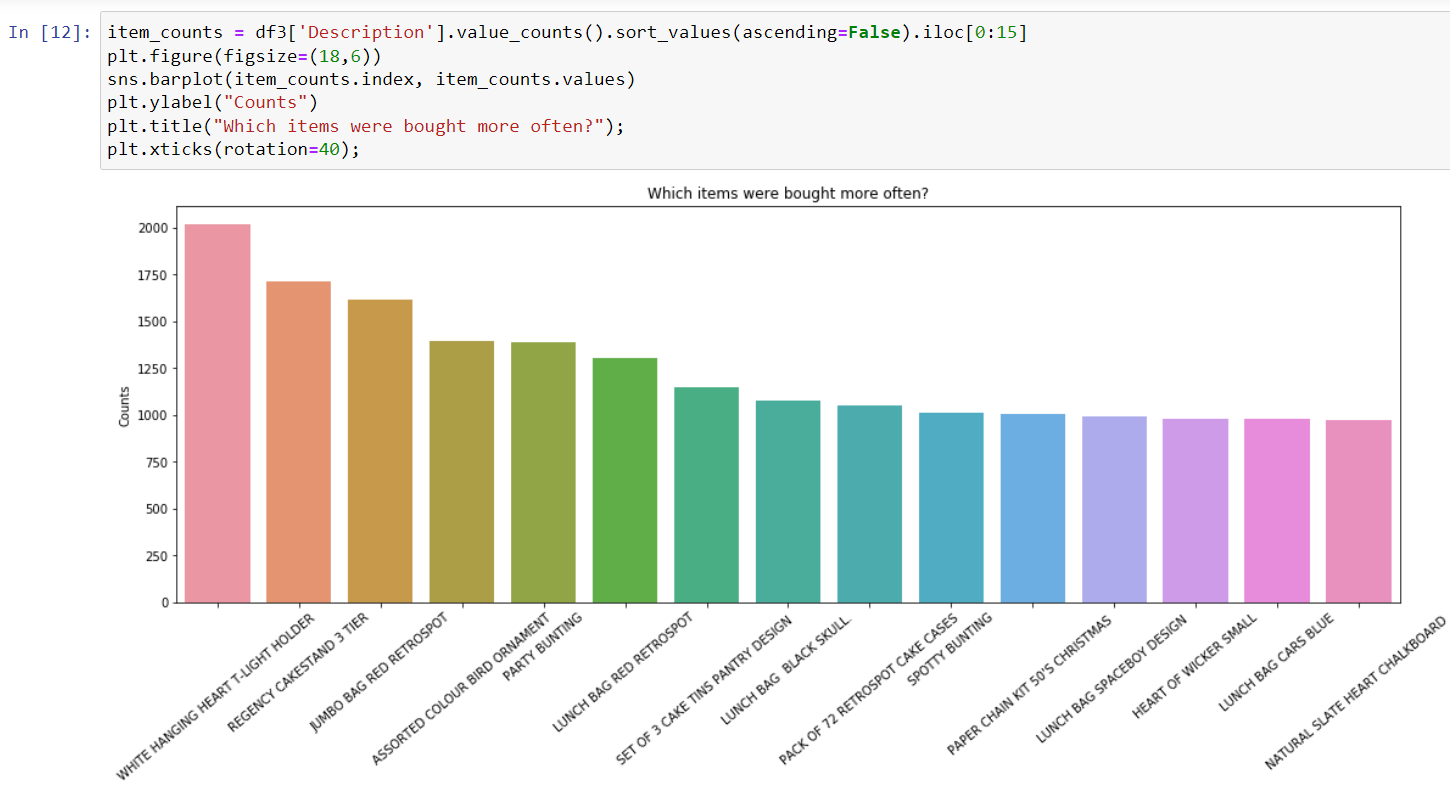 In [12]: item_counts = df3['Description'].value_counts().sort_values(ascending=False).iloc[0:15]
plt.figure(figsize=(18,6))
sns.barplot(item_counts.index, item_counts.values)
plt.ylabel("Counts")
plt.title("Which items were bought more often?");
plt.xticks(rotation=40);
Which items were bought more often?
2000
1750
1500
1250
1000
750
500
250
0
Counts
WHITE HANGING HEART T-LIGHT HOLDER
REGENCY CAKESTAND 3 TIER
JUMBO BAG RED RETROSPOT
ASSORTED COLOUR BIRD ORNAMENT
PARTY BUNTING
LUNCH BAG RED RETROSPOT
SET OF 3 CAKE TINS PANTRY DESIGN
LUNCH BAG  BLACK SKULL.
PACK OF 72 RETROSPOT CAKE CASES
SPOTTY BUNTING
PAPER CHAIN KIT 50'S CHRISTMAS
LUNCH BAG SPACEBOY DESIGN
HEART OF WICKER SMALL
LUNCH BAG CARS BLUE
NATURAL SLATE HEART CHALKBOARD